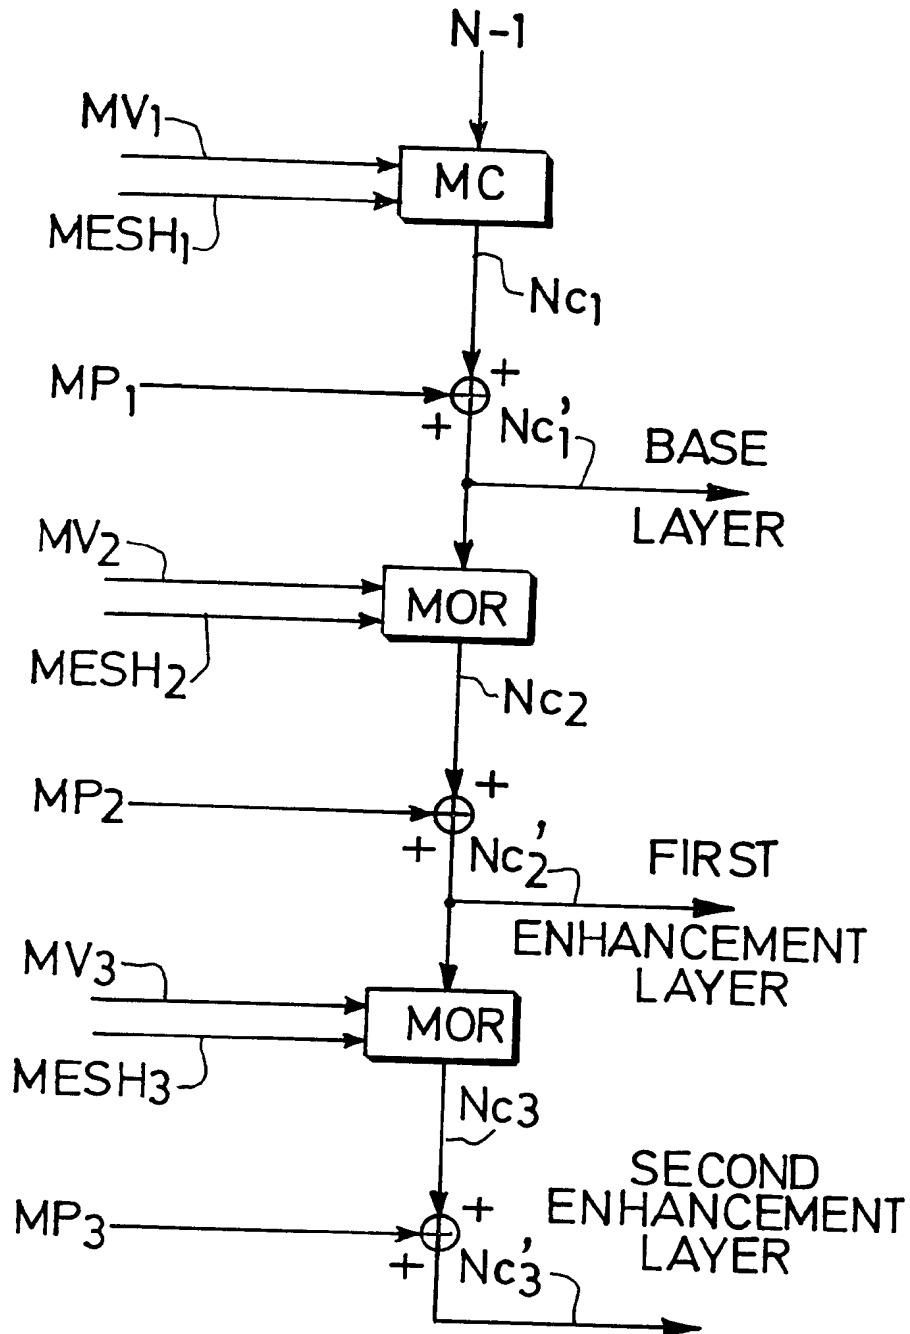 N-1
MV1
MC
MESH1
Nc1
MP1
+
+
Nc1'
BASE
LAYER
MV2
MOR
MESH2
Nc2
MP2
+
+
Nc2'
FIRST
ENHANCEMENT
LAYER
MV3
MOR
MESH3
Nc3
SECOND
ENHANCEMENT
LAYER
MP3
+
+
Nc3'